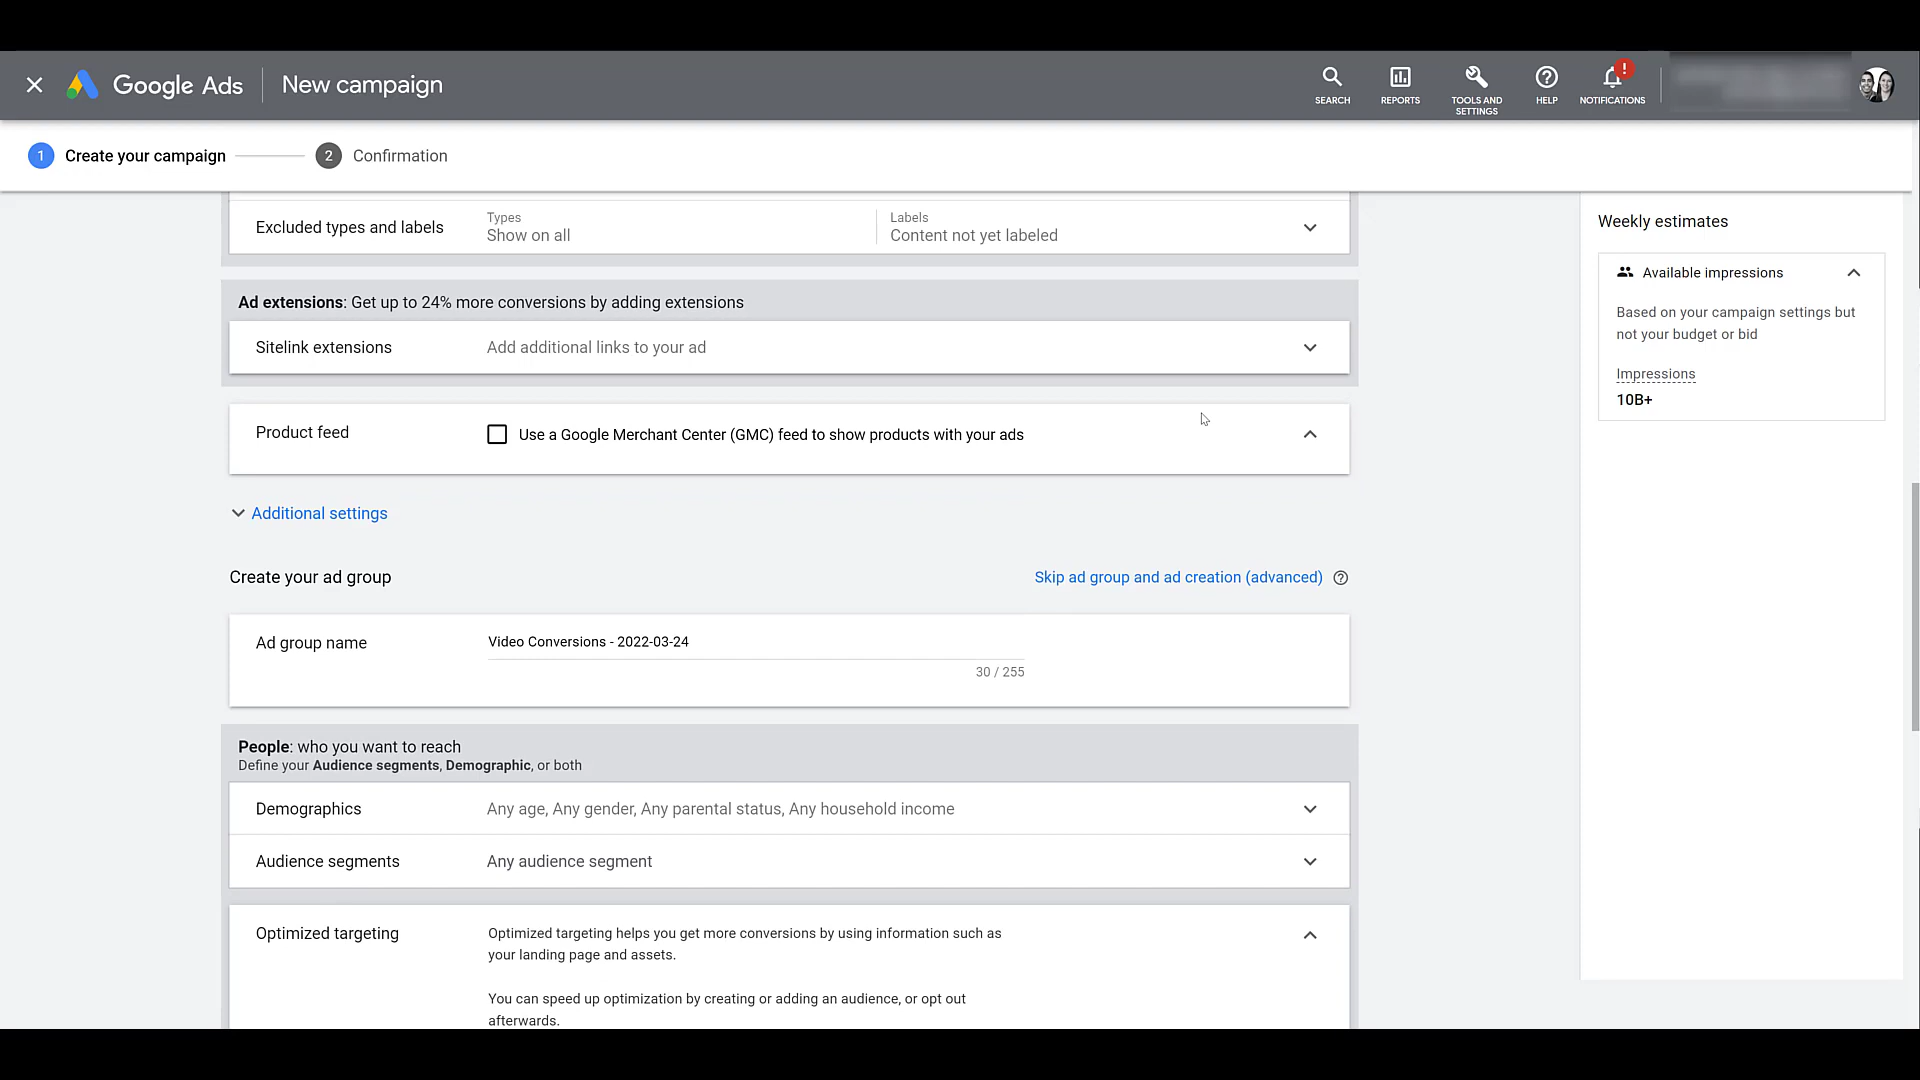 Google Ads
New campaign
SEARCH
REPORTS
TOOLS AND
SETTINGS
HELP
!
NOTIFICATIONS
1
Create your campaign
2
Confirmation
Excluded types and labels
Types
Show on all
Labels
Content not yet labeled
Ad extensions: Get up to 24% more conversions by adding extensions
Sitelink extensions
Add additional links to your ad
Product feed
Use a Google Merchant Center (GMC) feed to show products with your ads
Additional settings
Create your ad group
Skip ad group and ad creation (advanced)
Ad group name
Video Conversions - 2022-03-24
30 / 255
People: who you want to reach
Define your Audience segments, Demographic, or both
Demographics
Any age, Any gender, Any parental status, Any household income
Audience segments
Any audience segment
Optimized targeting
Optimized targeting helps you get more conversions by using information such as
your landing page and assets.
You can speed up optimization by creating or adding an audience, or opt out
afterwards.
Weekly estimates
Available impressions
Based on your campaign settings but
not your budget or bid
Impressions
10B+